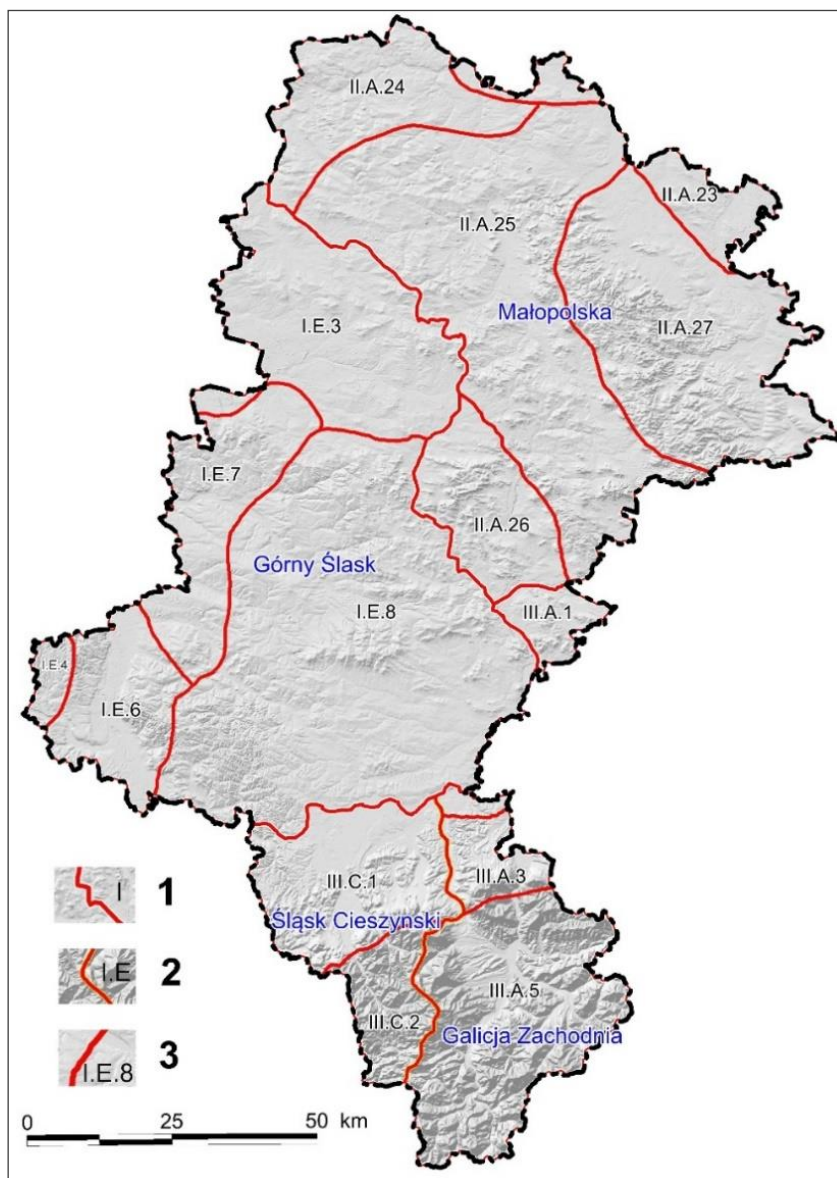 II.A.24
II.A.23
II.A.25
I.E.3
Małopolska
II.A.27
I.E.7
II.A.26
Górny Ślask
I.E.8
III.A.1
I.E.4
I.E.6
III.C.1
III.A.3
I
1
Śląsk Cieszynski
I.E
2
III.A.5
III.C.2
Galicja Zachodnia
I.E.8
3
0 25 50 km